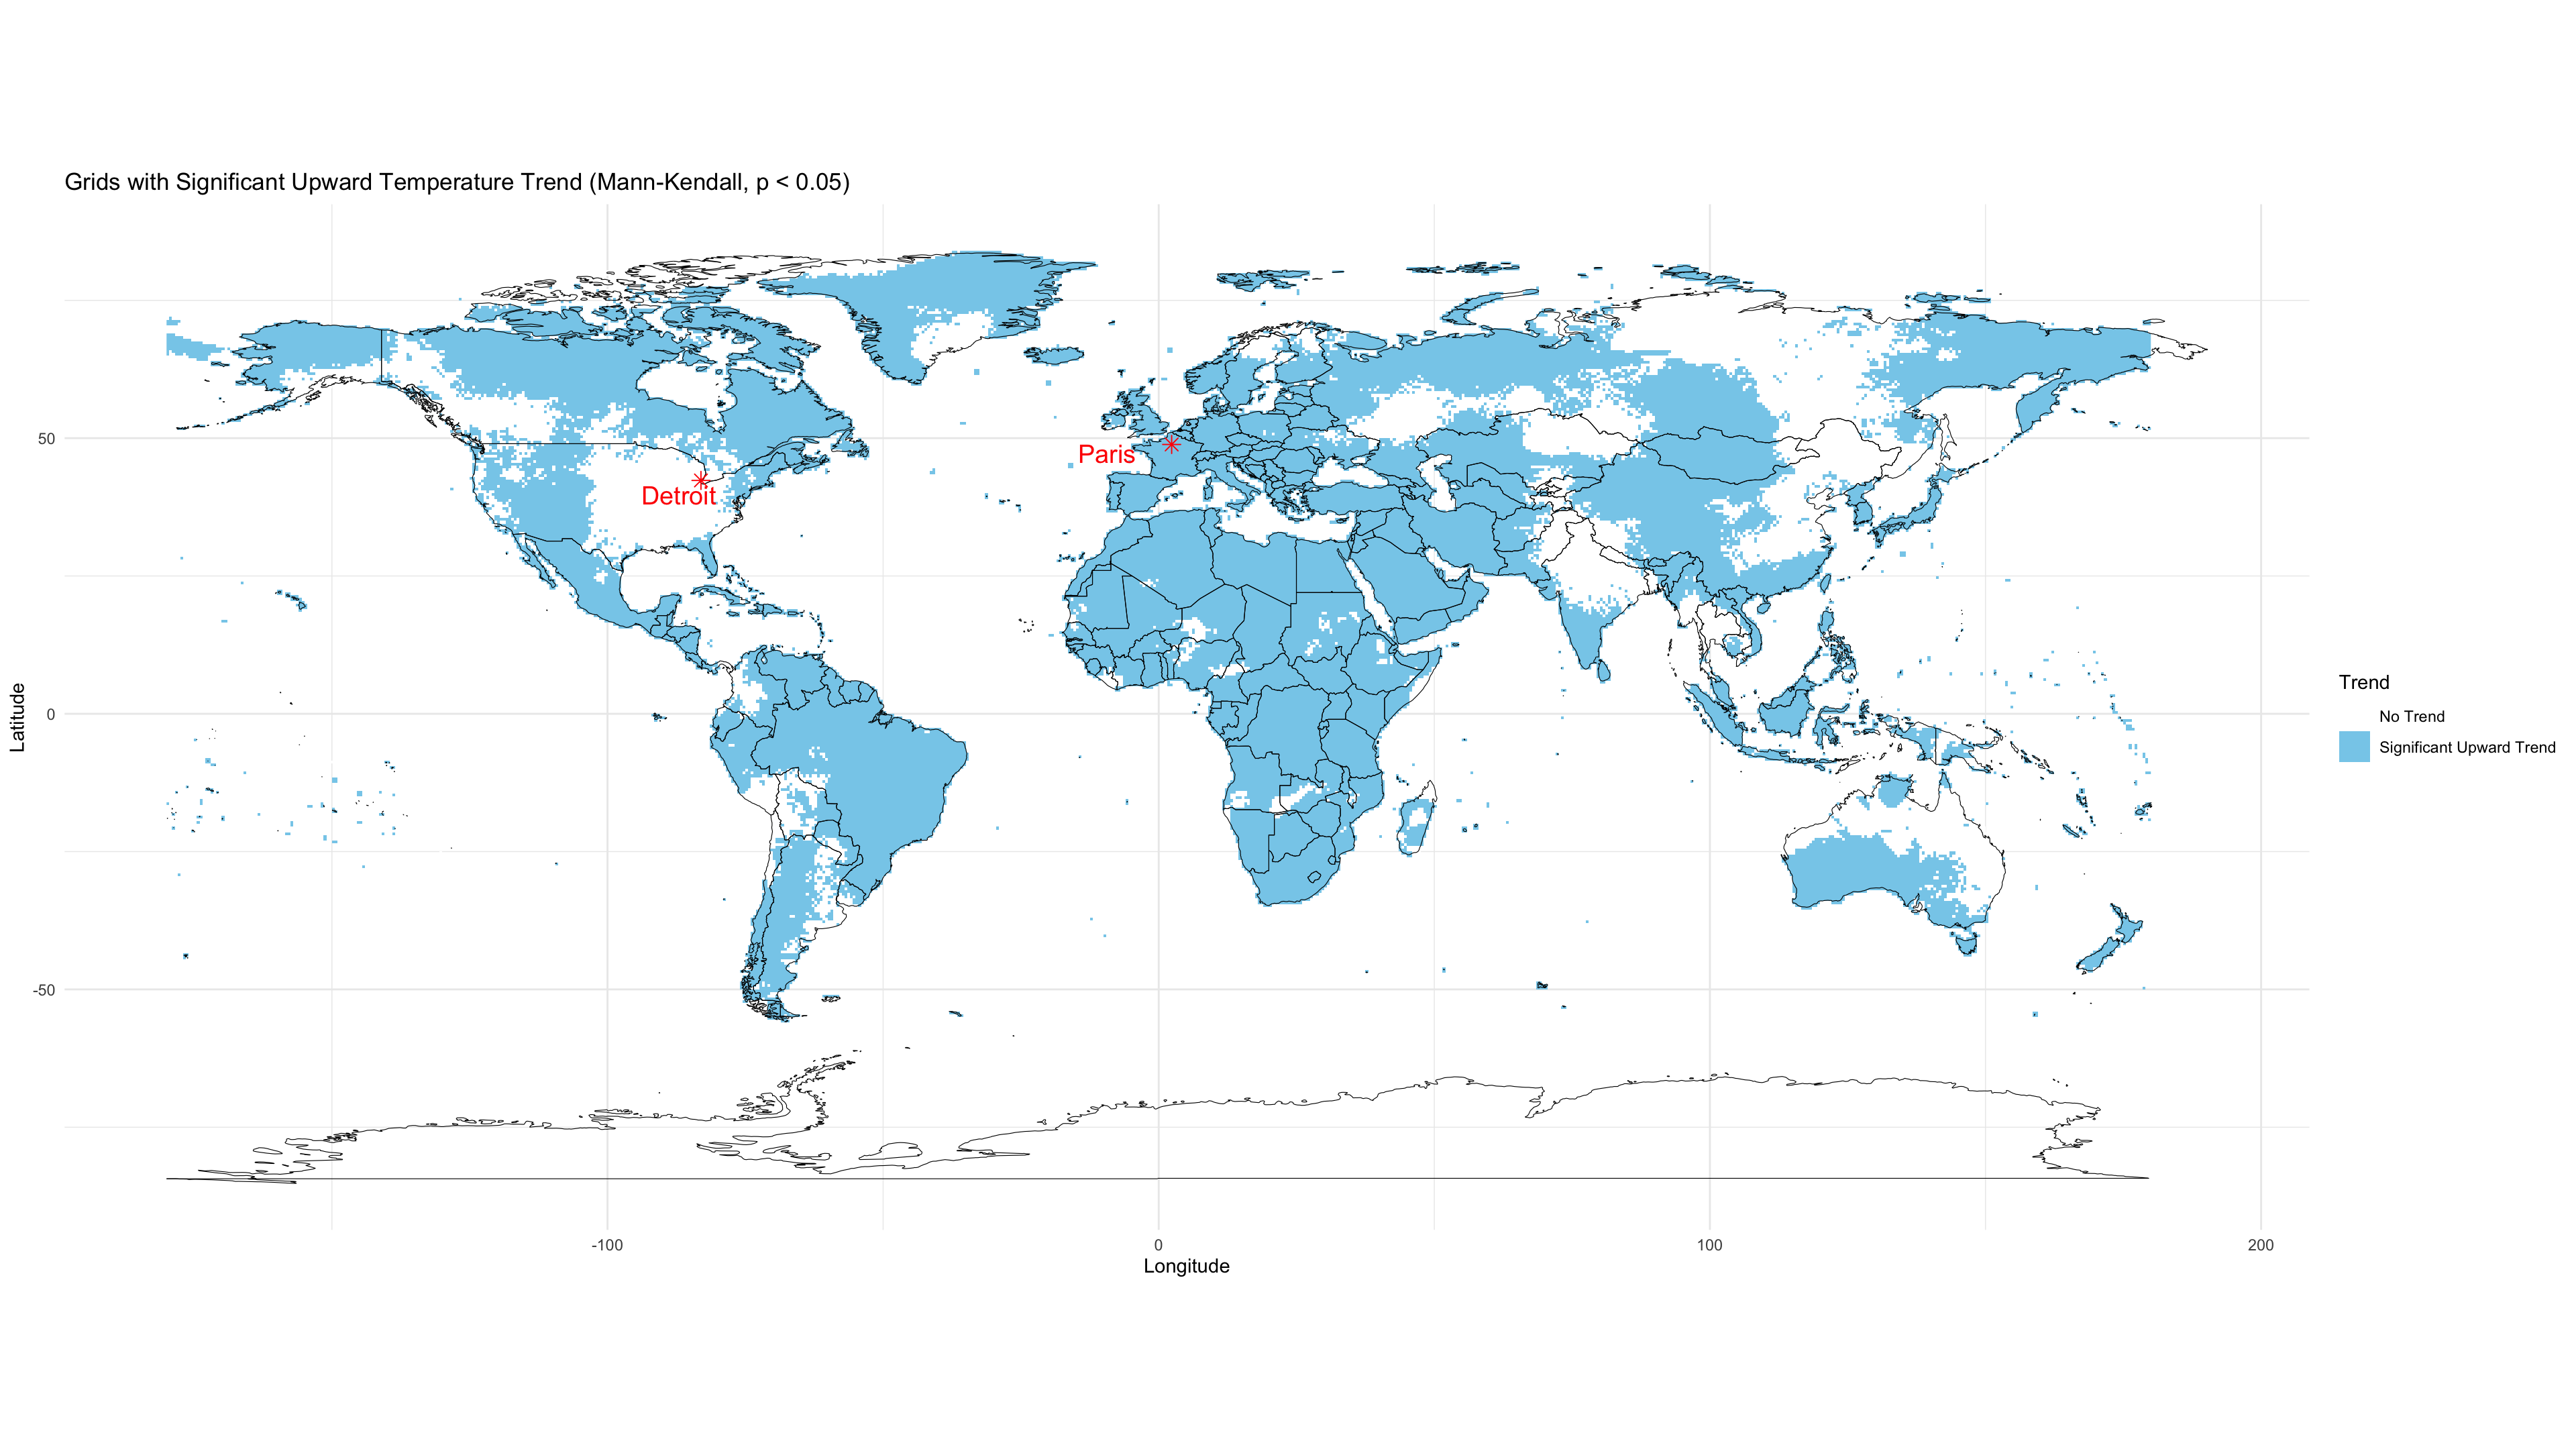 Grids with Significant Upward Temperature Trend (Mann-Kendall, p < 0.05)
50
0
-50
Latitude
Paris
Detroit
-100
0
100
200
Longitude
Trend
No Trend
Significant Upward Trend